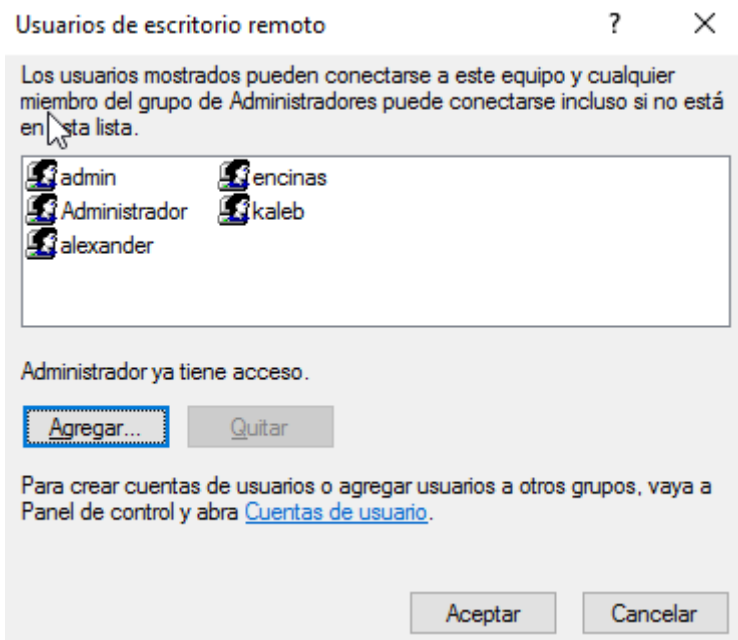 Usuarios de escritorio remoto
Los usuarios mostrados pueden conectarse a este equipo y cualquier
miembro del grupo de Administradores puede conectarse incluso si no está
en esta lista.
admin encinas
Administrador kaleb
alexander
Administrador ya tiene acceso.
Agregar... Quitar
Para crear cuentas de usuarios o agregar usuarios a otros grupos, vaya a
Panel de control y abra Cuentas de usuario.
Aceptar Cancelar